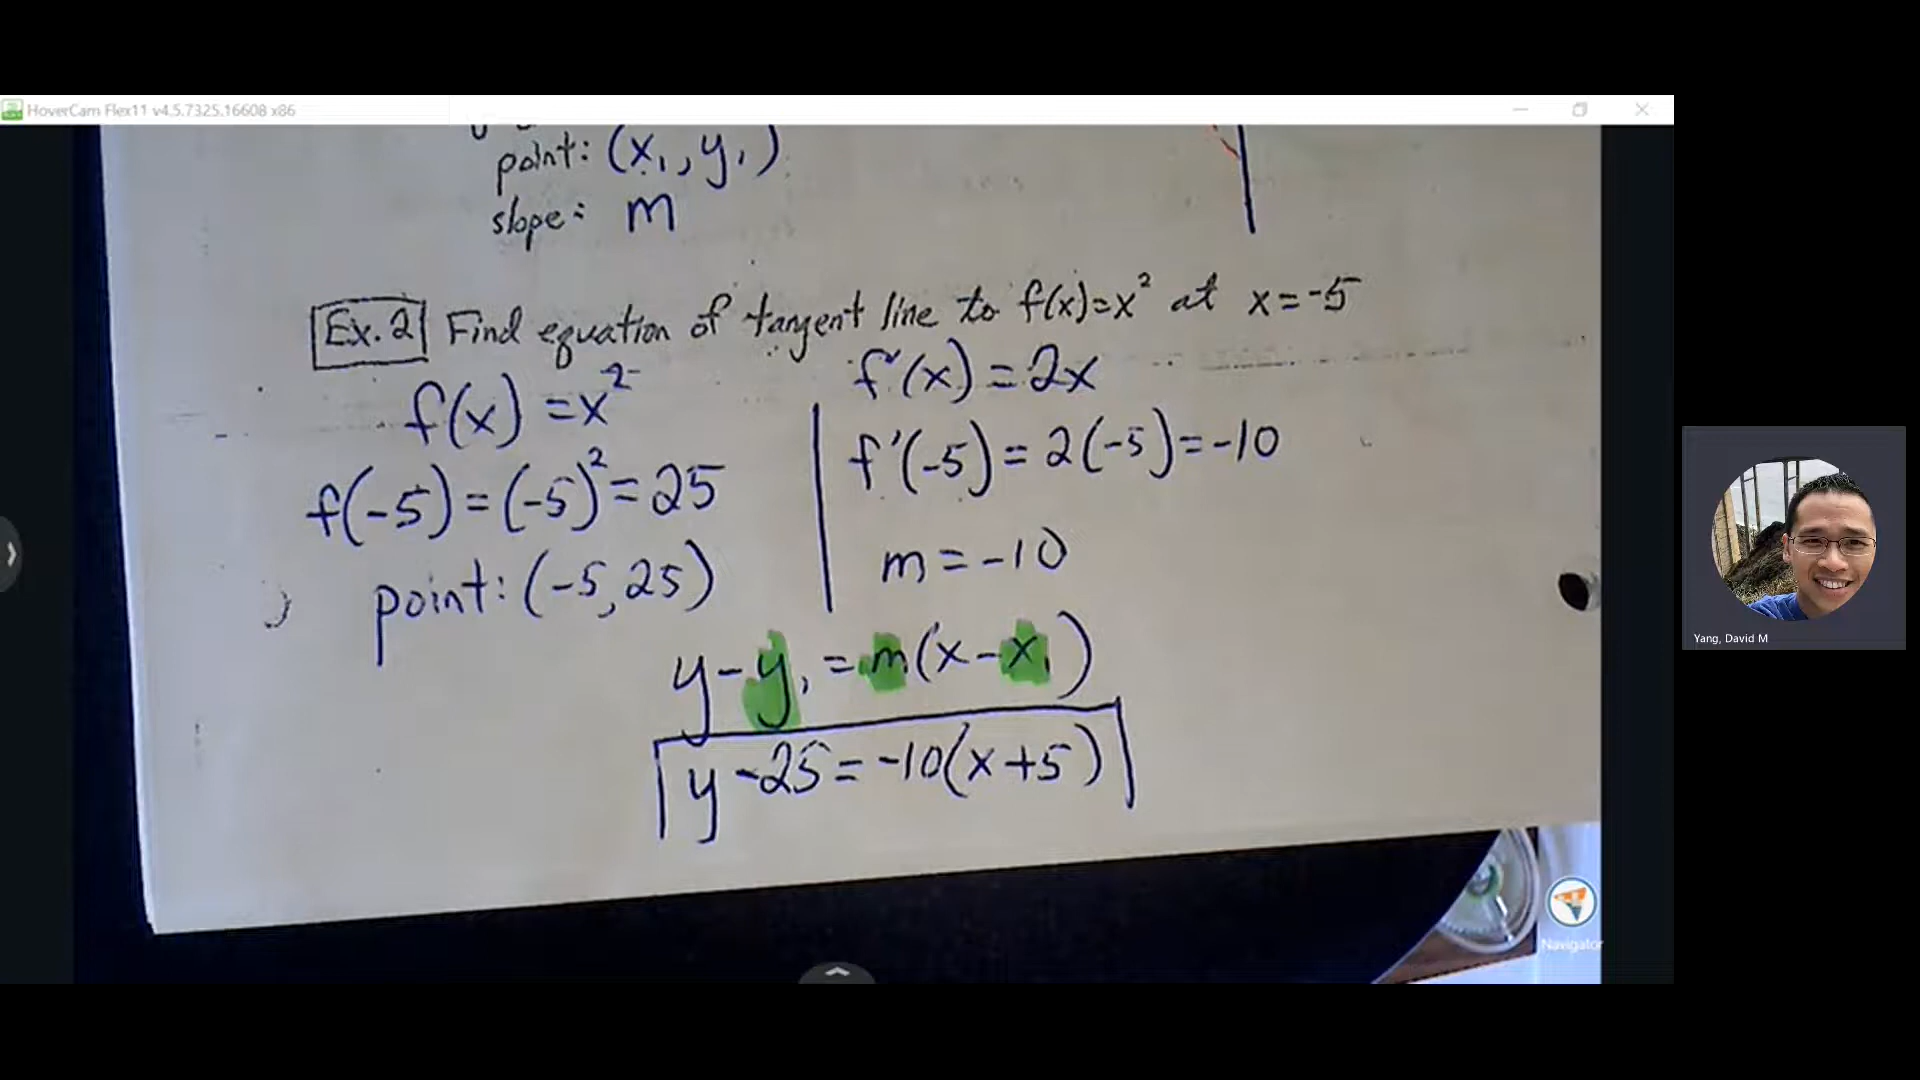 HoverCam Flex11 v4.5.7325.16608 x86
point: (x₁, y₁)
slope: m
Ex. 2 Find equation of tangent line to f(x)=x² at x=-5
f(x)=x²
f(-5)=(-5)²=25
point: (-5,25)
f'(x)=2x
f'(-5)=2(-5)=-10
m=-10
y-y₁=m(x-x₁)
y-25=-10(x+5)
Navigator
Yang, David M